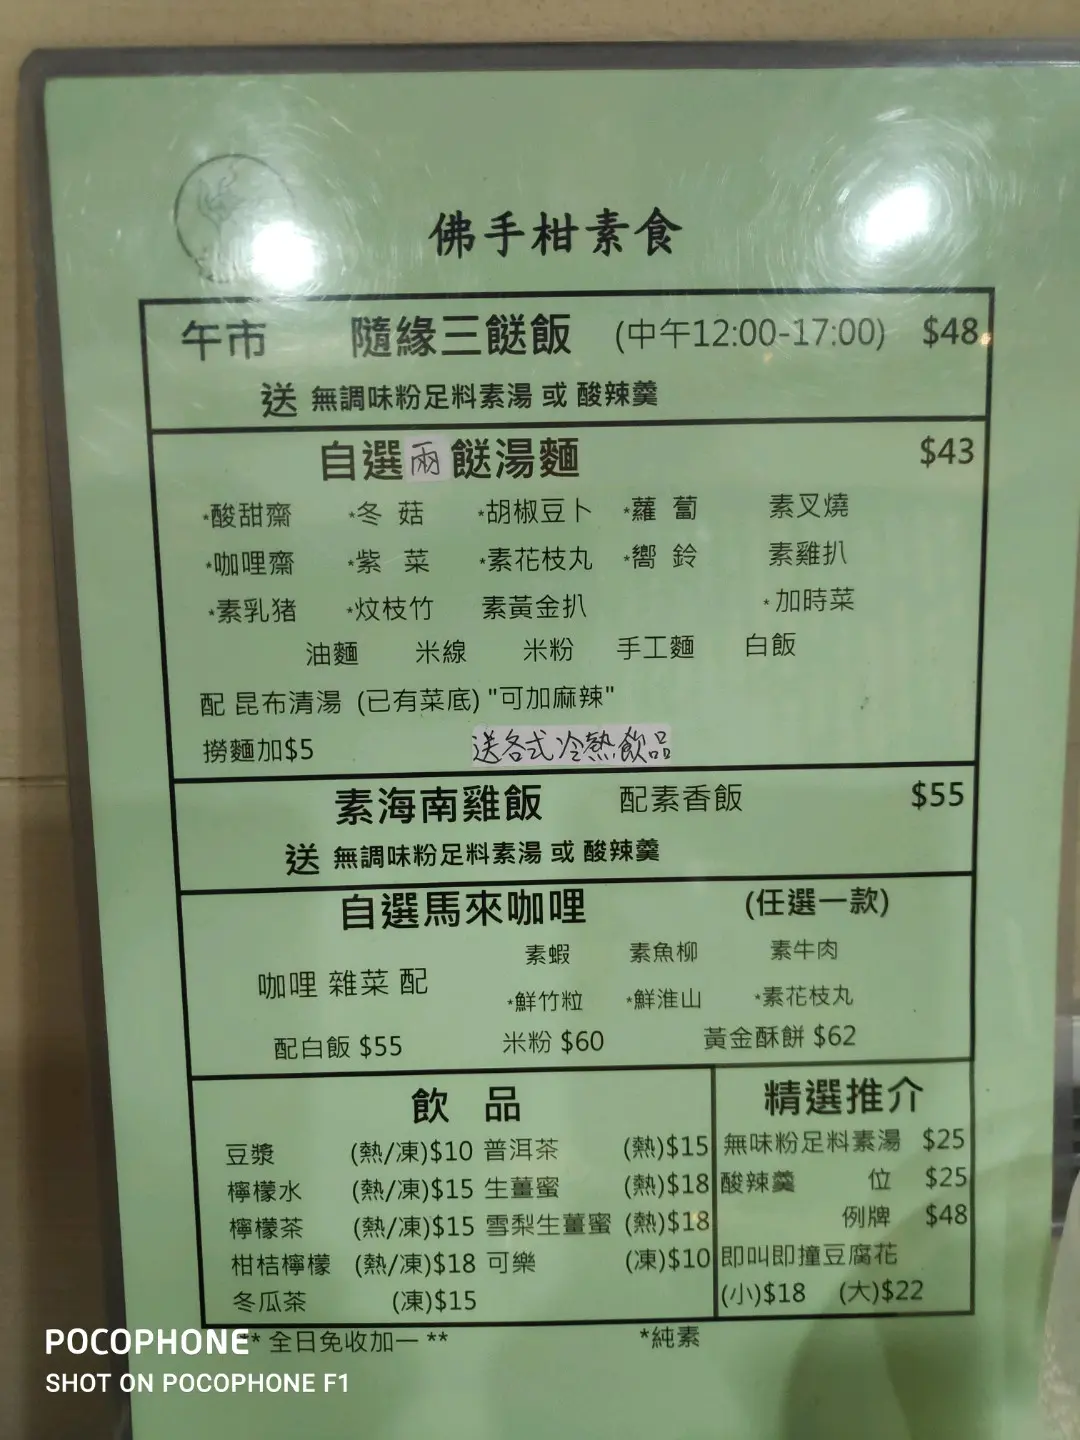 佛手柑素食
午市 隨緣三餸飯 (中午12:00-17:00) $48
送 無調味粉足料素湯 或 酸辣羹
自選兩餸湯麵 $43
*酸甜齋 *冬 菇 *胡椒豆卜 *蘿 蔔 素叉燒
*咖哩齋 *紫 菜 *素花枝丸 *嚮 鈴 素雞扒
*素乳猪 *炆枝竹 素黃金扒 *加時菜
油麵 米線 米粉 手工麵 白飯
配 昆布清湯 (已有菜底) "可加麻辣"
撈麵加$5 送各式冷熱飲品
素海南雞飯 配素香飯 $55
送 無調味粉足料素湯 或 酸辣羹
自選馬來咖哩 (任選一款)
素蝦 素魚柳 素牛肉
咖哩 雜菜 配
*鮮竹粒 *鮮淮山 *素花枝丸
配白飯 $55 米粉 $60 黃金酥餅 $62
飲 品
豆漿 (熱/凍)$10 普洱茶 (熱)$15
檸檬水 (熱/凍)$15 生薑蜜 (熱)$18
檸檬茶 (熱/凍)$15 雪梨生薑蜜 (熱)$18
柑桔檸檬 (熱/凍)$18 可樂 (凍)$10
冬瓜茶 (凍)$15
精選推介
無味粉足料素湯 $25
酸辣羹 位 $25
例牌 $48
即叫即撞豆腐花
(小)$18 (大)$22
** 全日免收加一 ** *純素
POCOPHONE
SHOT ON POCOPHONE F1